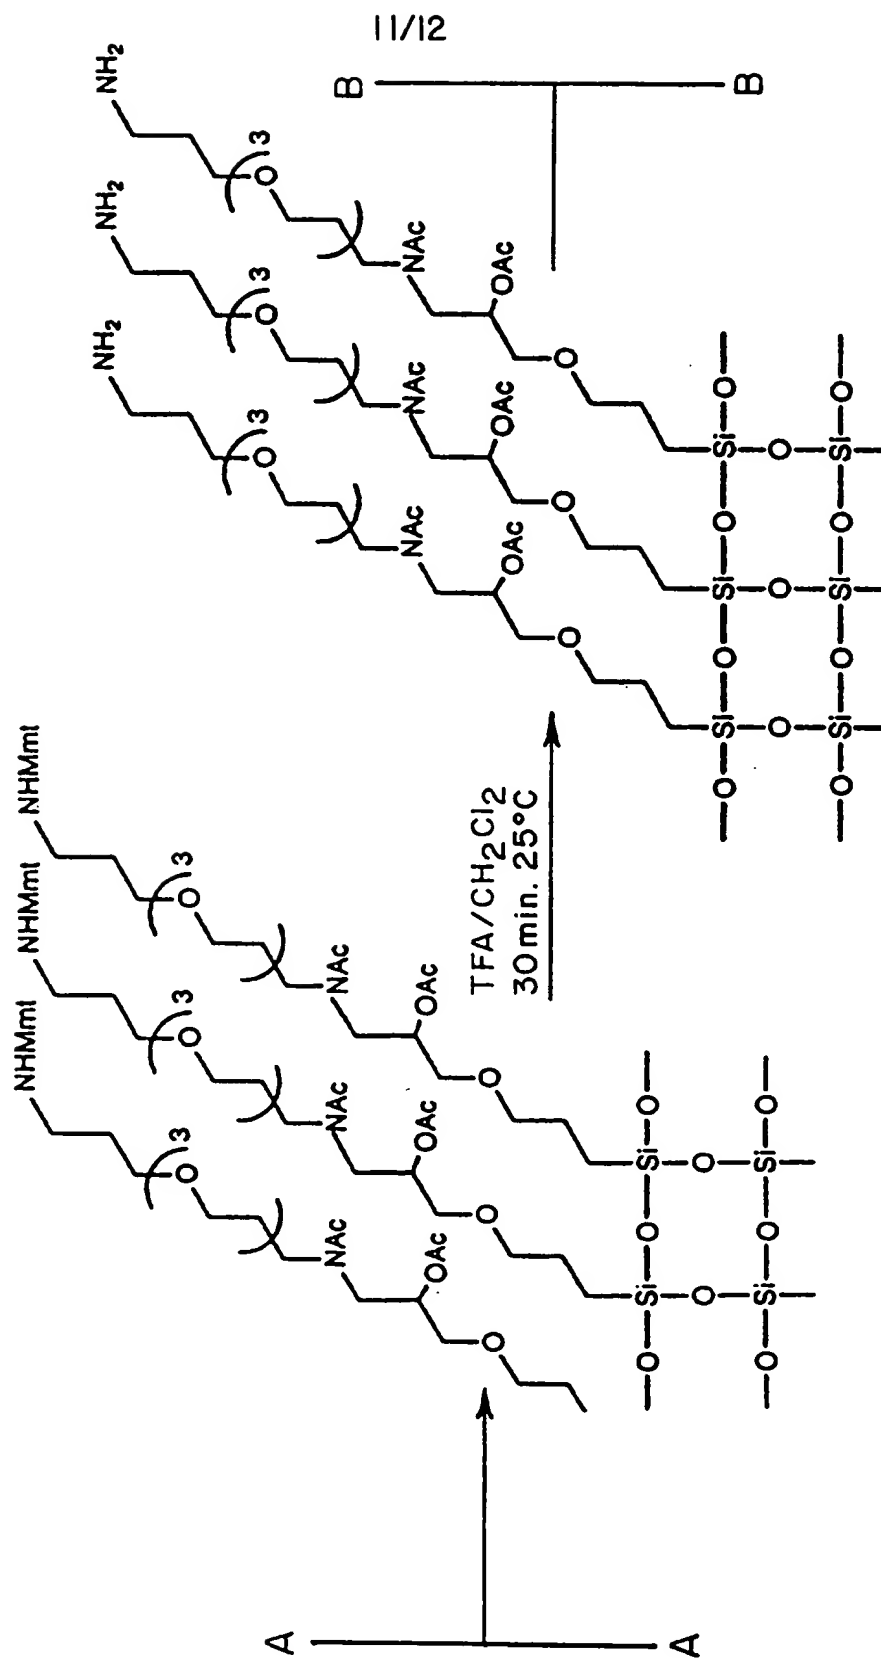 11/12
A
A
NHMmt NHMmt NHMmt
3 3 3
O O O
NAc NAc NAc
OAc OAc OAc
O O O
O-Si-O-Si-O
O O
O-Si-O-Si-O
TFA/CH2Cl2
30 min. 25°C
NH2 NH2 NH2
3 3 3
O O O
NAc NAc NAc
OAc OAc OAc
O O O
O-Si-O-Si-O-Si-O
O O O
O-Si-O-Si-O-Si-O
B
B